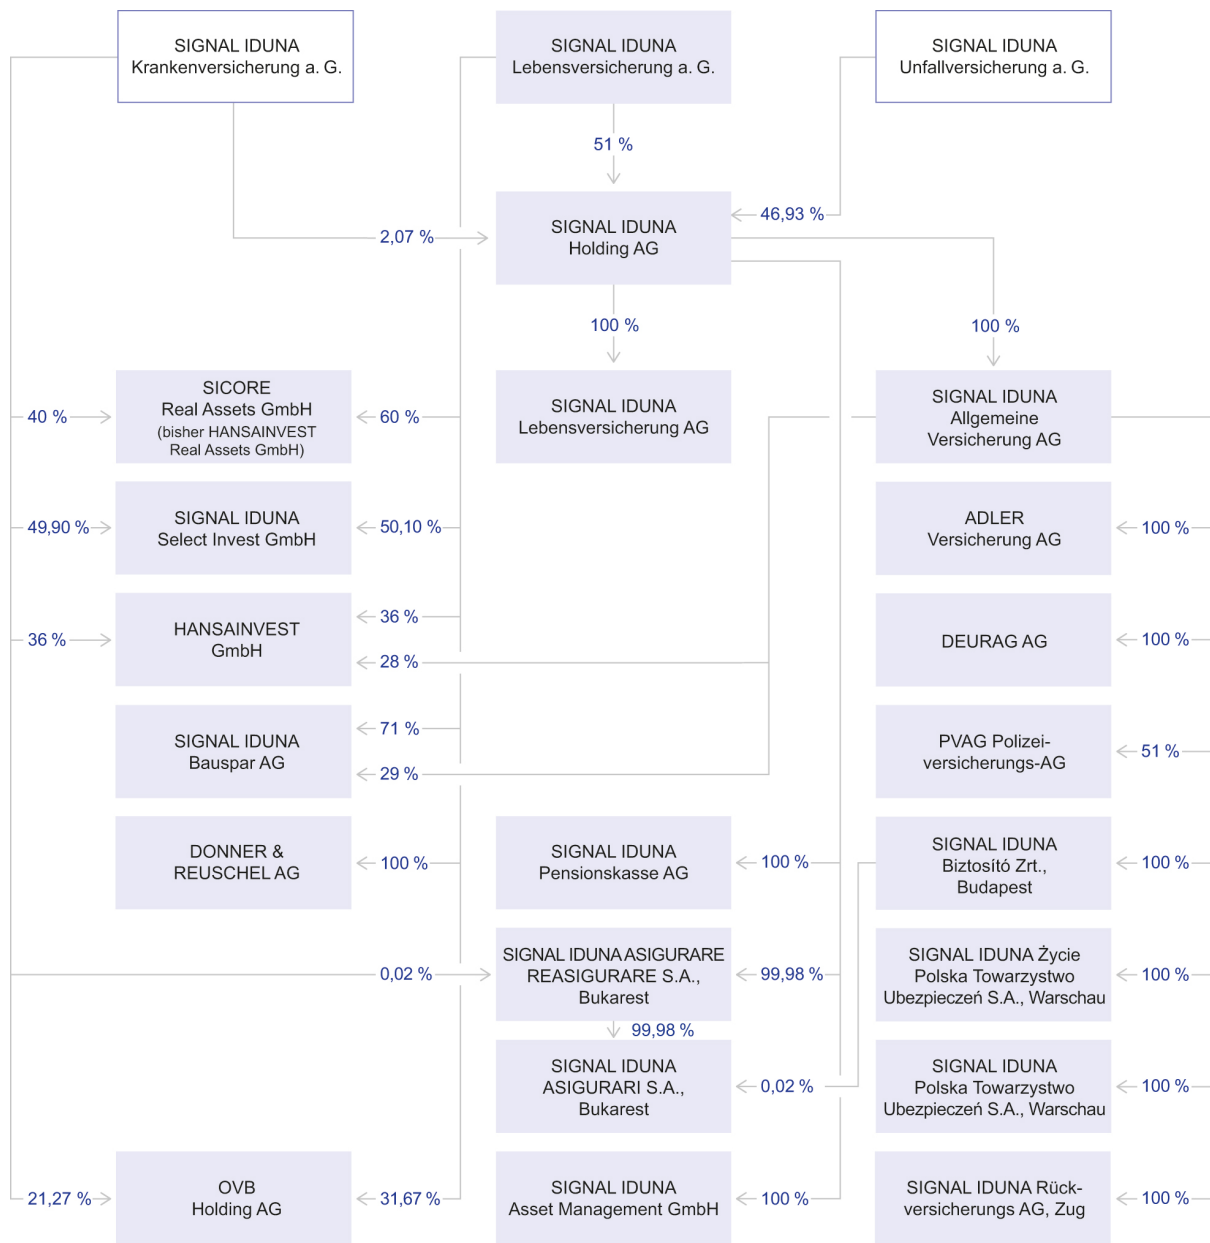 SIGNAL IDUNA
Krankenversicherung a. G.
SIGNAL IDUNA
Lebensversicherung a. G.
SIGNAL IDUNA
Unfallversicherung a. G.
51 %
46,93 %
2,07 %
SIGNAL IDUNA
Holding AG
100 %
100 %
40 %
SICORE
Real Assets GmbH
(bisher HANSAINVEST
Real Assets GmbH)
60 %
SIGNAL IDUNA
Lebensversicherung AG
SIGNAL IDUNA
Allgemeine
Versicherung AG
49,90 %
SIGNAL IDUNA
Select Invest GmbH
50,10 %
ADLER
Versicherung AG
100 %
36 %
HANSAINVEST
GmbH
36 %
28 %
DEURAG AG
100 %
SIGNAL IDUNA
Bauspar AG
71 %
29 %
PVAG Polizei-
versicherungs-AG
51 %
DONNER &
REUSCHEL AG
100 %
SIGNAL IDUNA
Pensionskasse AG
100 %
SIGNAL IDUNA
Biztosító Zrt.,
Budapest
100 %
0,02 %
SIGNAL IDUNA ASIGURARE
REASIGURARE S.A.,
Bukarest
99,98 %
SIGNAL IDUNA Życie
Polska Towarzystwo
Ubezpieczeń S.A., Warschau
100 %
99,98 %
SIGNAL IDUNA
ASIGURARI S.A.,
Bukarest
0,02 %
SIGNAL IDUNA
Polska Towarzystwo
Ubezpieczeń S.A., Warschau
100 %
21,27 %
OVB
Holding AG
31,67 %
SIGNAL IDUNA
Asset Management GmbH
100 %
SIGNAL IDUNA Rück-
versicherungs AG, Zug
100 %